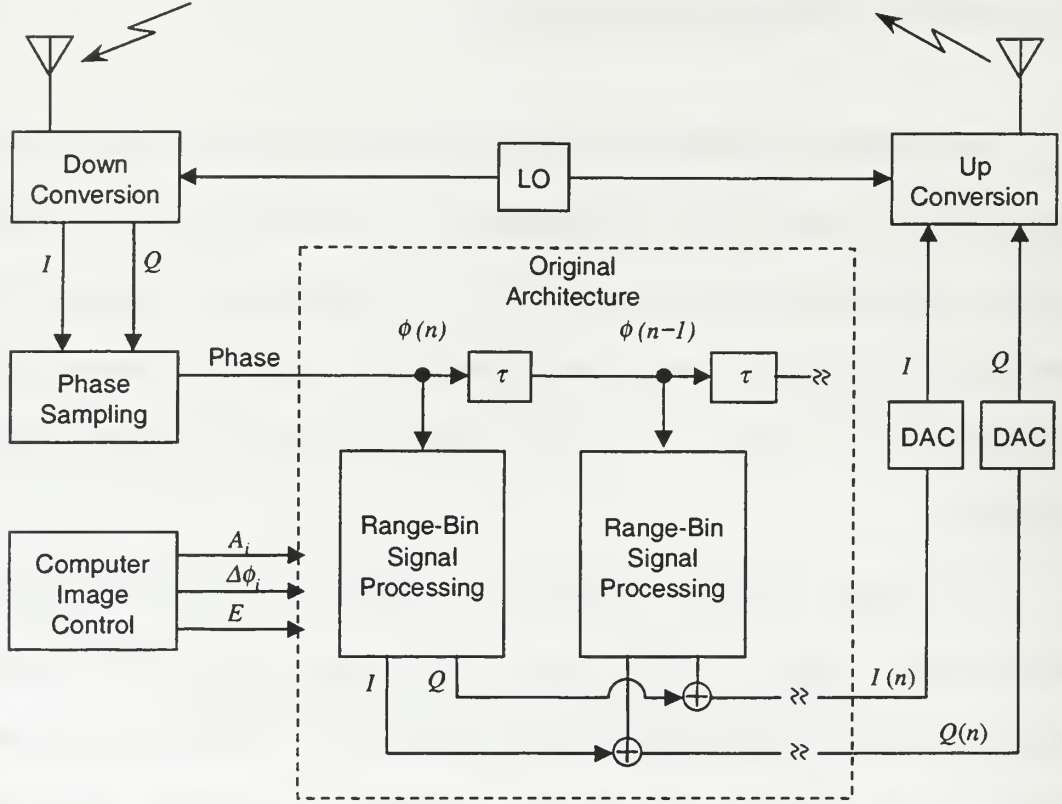 Down
Conversion
LO
Up
Conversion
I
Q
Original
Architecture
ϕ(n)
ϕ(n−1)
Phase
Phase
Sampling
τ
τ
I
Q
DAC
DAC
Range-Bin
Signal
Processing
Range-Bin
Signal
Processing
Computer
Image
Control
A_i
Δϕ_i
E
I
Q
I(n)
Q(n)